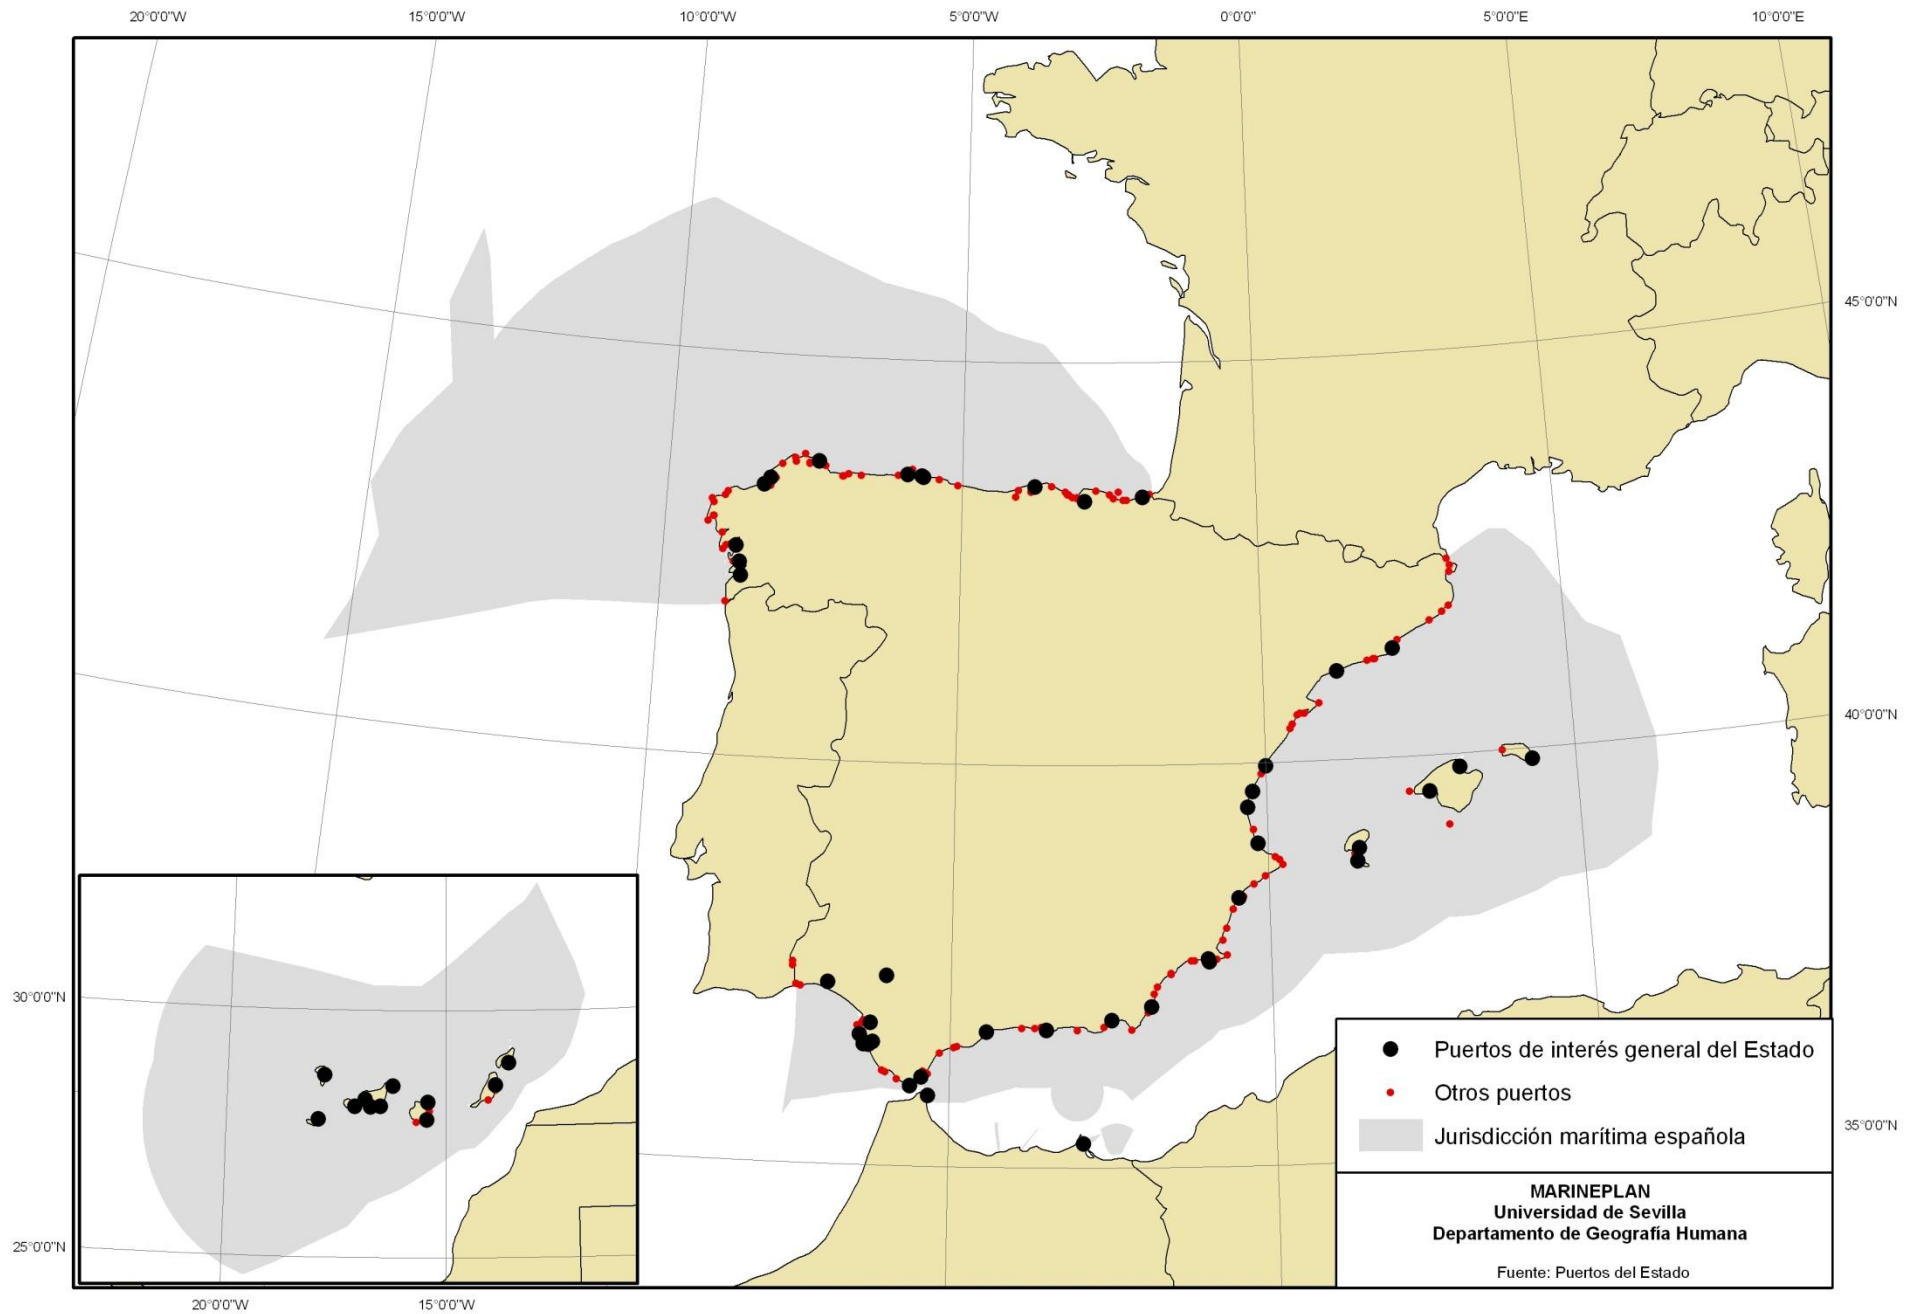 20°0'0"W 15°0'0"W 10°0'0"W 5°0'0"W 0°0'0" 5°0'0"E 10°0'0"E
45°0'0"N
40°0'0"N
30°0'0"N
Puertos de interés general del Estado
Otros puertos
35°0'0"N
Jurisdicción marítima española
MARINEPLAN
Universidad de Sevilla
Departamento de Geografía Humana
25°0'0"N
Fuente: Puertos del Estado
20°0'0"W 15°0'0"W